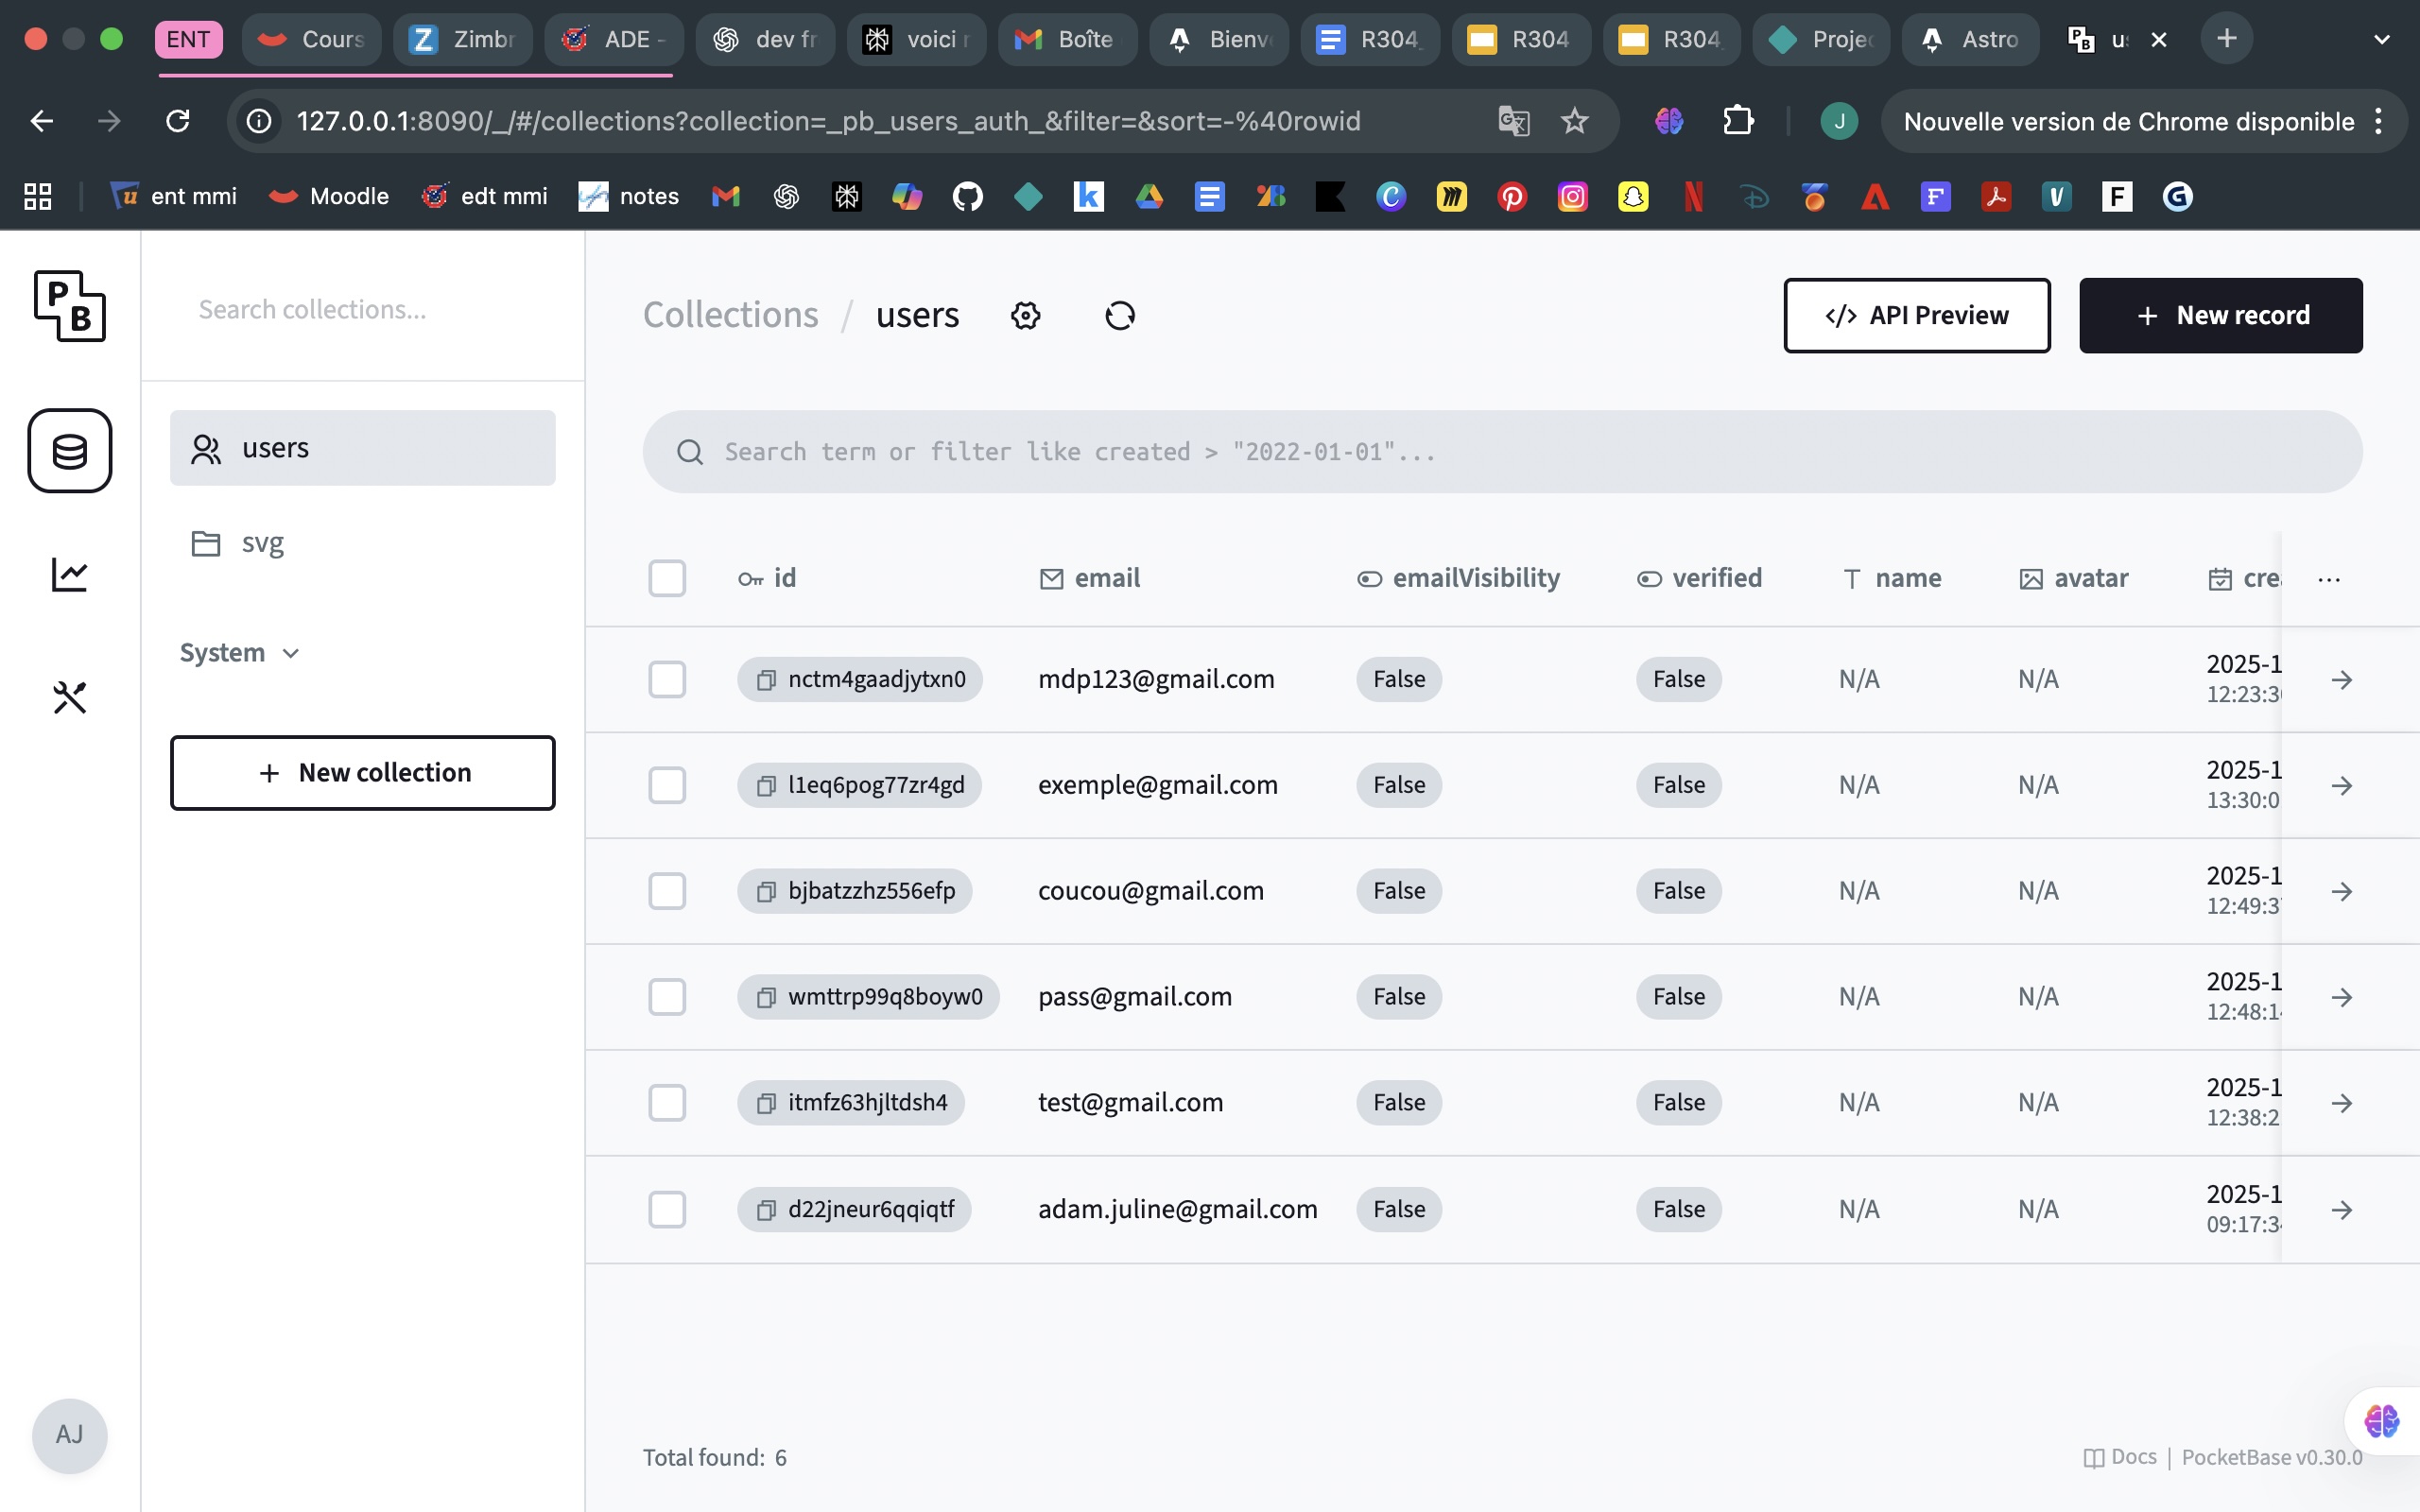 ENT
Cours
Zimbr
ADE -
dev fr
voici r
Boîte
Bienv
R304_
R304
R304_
Projec
Astro
us
127.0.0.1:8090/_/#/collections?collection=_pb_users_auth_&filter=&sort=-%40rowid
J
Nouvelle version de Chrome disponible
ent mmi
Moodle
edt mmi
notes
P
B
Search collections...
users
svg
System
New collection
AJ
Collections / users
</> API Preview
+ New record
Search term or filter like created > "2022-01-01"...
id email emailVisibility verified name avatar crea ...
nctm4gaadjytxn0 mdp123@gmail.com False False N/A N/A 2025-1
12:23:3
l1eq6pog77zr4gd exemple@gmail.com False False N/A N/A 2025-1
13:30:0
bjbatzzhz556efp coucou@gmail.com False False N/A N/A 2025-1
12:49:3
wmttrp99q8boyw0 pass@gmail.com False False N/A N/A 2025-1
12:48:1
itmfz63hjltdsh4 test@gmail.com False False N/A N/A 2025-1
12:38:2
d22jneur6qqiqtf adam.juline@gmail.com False False N/A N/A 2025-1
09:17:3
Total found: 6
Docs | PocketBase v0.30.0